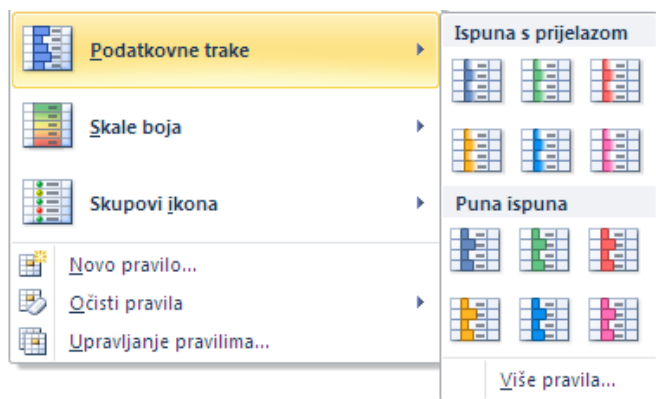 Podatkovne trake
Skale boja
Skupovi ikona
Novo pravilo...
Očisti pravila
Upravljanje pravilima...
Ispuna s prijelazom
Puna ispuna
Više pravila...